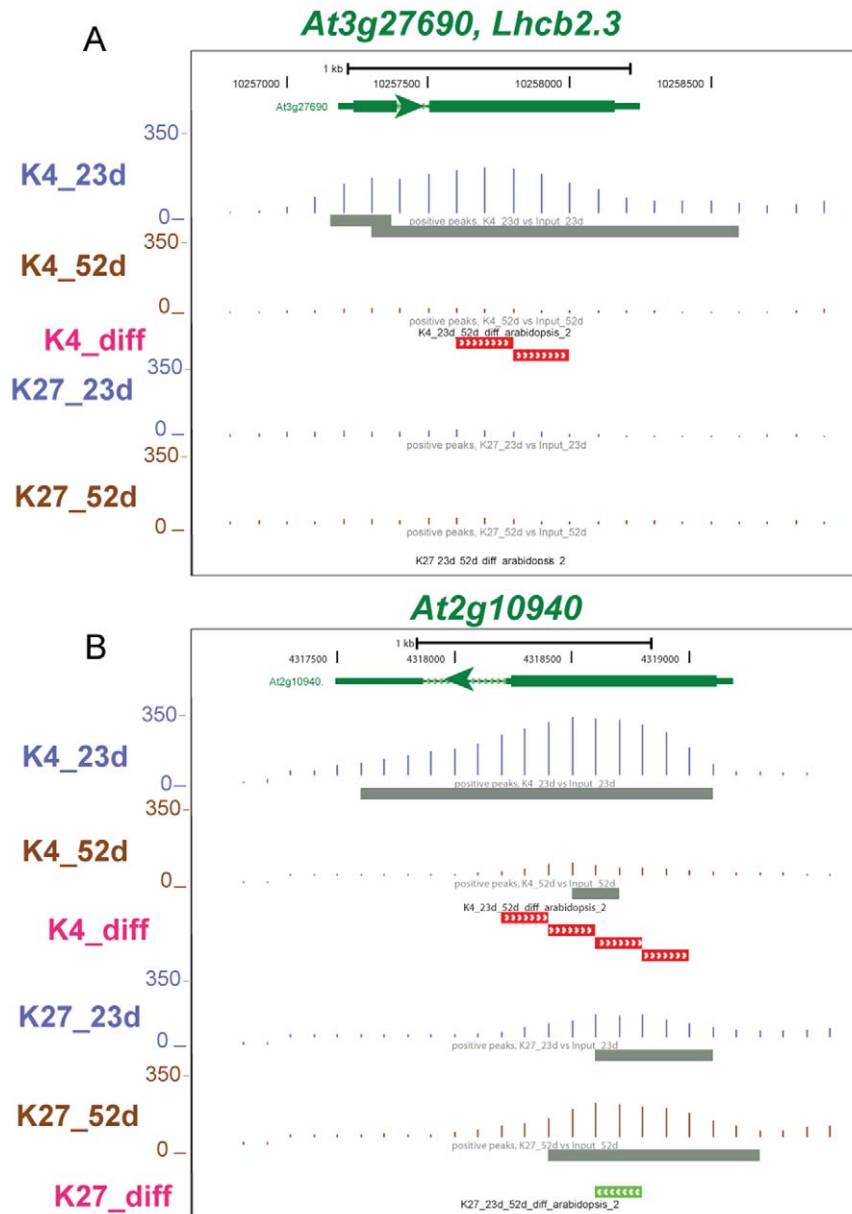 A
At3g27690, Lhcb2.3
1 kb
10257000 10257500 10258000 10258500
At3g27690
350
K4_23d
0
positive peaks, K4_23d vs Input_23d
350
K4_52d
0
positive peaks, K4_52d vs Input_52d
K4_23d_52d_diff_arabidopsis_2
K4_diff
350
K27_23d
0
positive peaks, K27_23d vs Input_23d
350
K27_52d
0
positive peaks, K27_52d vs Input_52d
K27 23d 52d diff arabidopsis 2
At2g10940
B
1 kb
4317500 4318000 4318500 4319000
At2g10940.
350
K4_23d
0
positive peaks, K4_23d vs Input_23d
350
K4_52d
0
positive peaks, K4_52d vs Input_52d
K4_23d_52d_diff_arabidopsis_2
K4_diff
350
K27_23d
0
positive peaks, K27_23d vs Input_23d
350
K27_52d
0
positive peaks, K27_52d vs Input_52d
K27_diff
K27_23d_52d_diff_arabidopsis_2